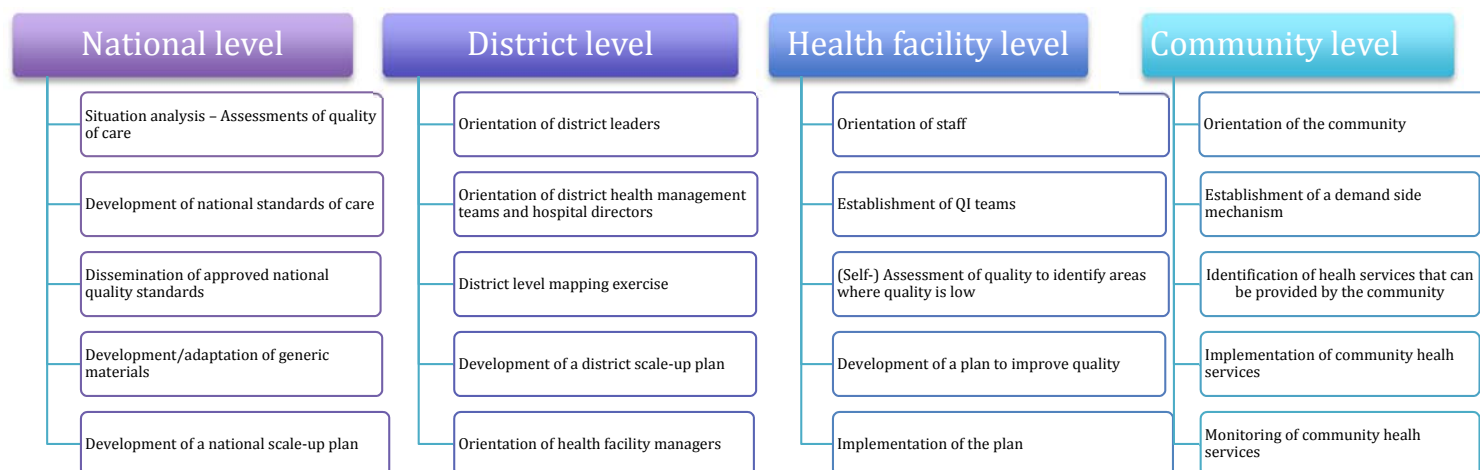 National level
Situation analysis – Assessments of quality
of care
Development of national standards of care
Dissemination of approved national
quality standards
Development/adaptation of generic
materials
Development of a national scale-up plan
District level
Orientation of district leaders
Orientation of district health management
teams and hospital directors
District level mapping exercise
Development of a district scale-up plan
Orientation of health facility managers
Health facility level
Orientation of staff
Establishment of QI teams
(Self-) Assessment of quality to identify areas
where quality is low
Development of a plan to improve quality
Implementation of the plan
Community level
Orientation of the community
Establishment of a demand side
mechanism
Identification of healh services that can
be provided by the community
Implementation of community healh
services
Monitoring of community healh
services